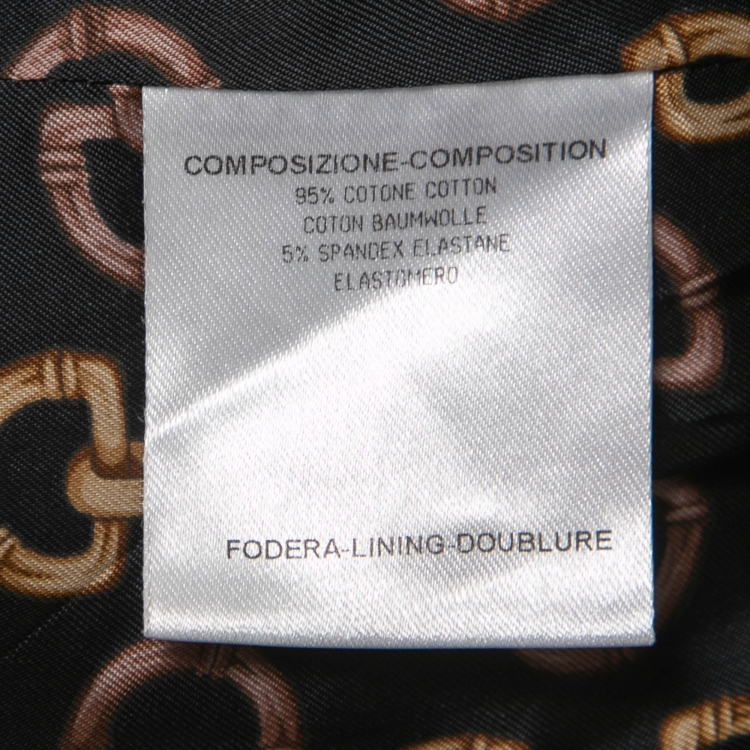 COMPOSIZIONE-COMPOSITION
95% COTONE COTTON
COTON BAUMWOLLE
5% SPANDEX ELASTANE
ELASTOMERO
FODERA-LINING-DOUBLURE